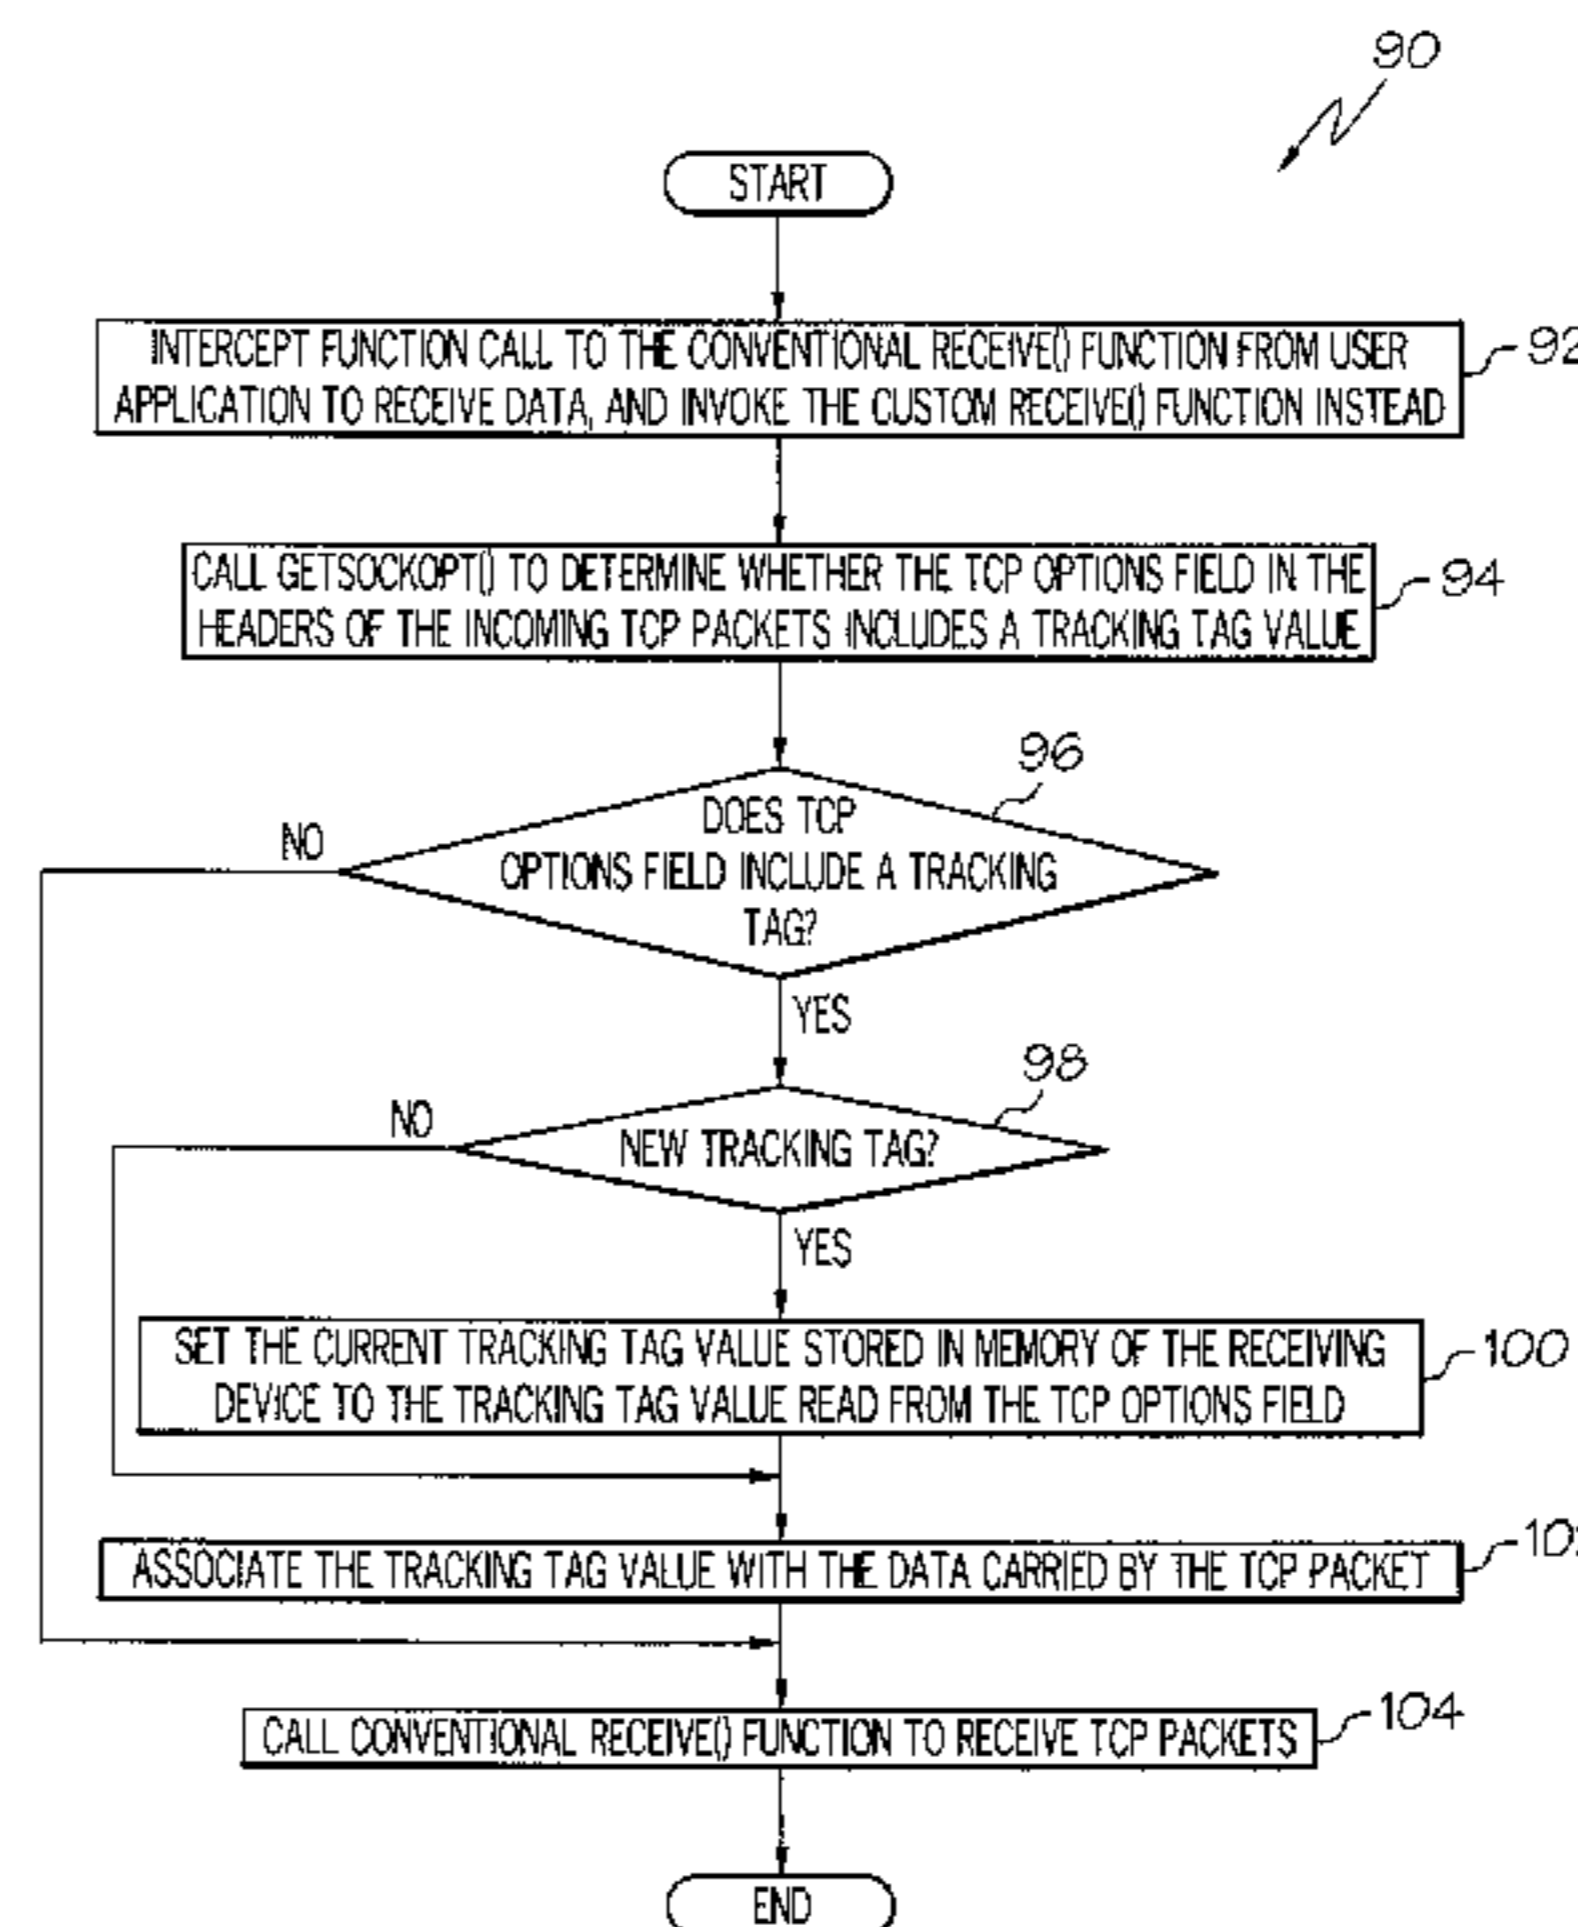 90
START
INTERCEPT FUNCTION CALL TO THE CONVENTIONAL RECEIVE() FUNCTION FROM USER
APPLICATION TO RECEIVE DATA, AND INVOKE THE CUSTOM RECEIVE() FUNCTION INSTEAD
92
CALL GETSOCKOPT() TO DETERMINE WHETHER THE TCP OPTIONS FIELD IN THE
HEADERS OF THE INCOMING TCP PACKETS INCLUDES A TRACKING TAG VALUE
94
96
DOES TCP
OPTIONS FIELD INCLUDE A TRACKING
TAG?
NO
YES
98
NEW TRACKING TAG?
NO
YES
SET THE CURRENT TRACKING TAG VALUE STORED IN MEMORY OF THE RECEIVING
DEVICE TO THE TRACKING TAG VALUE READ FROM THE TCP OPTIONS FIELD
100
ASSOCIATE THE TRACKING TAG VALUE WITH THE DATA CARRIED BY THE TCP PACKET
102
CALL CONVENTIONAL RECEIVE() FUNCTION TO RECEIVE TCP PACKETS
104
END